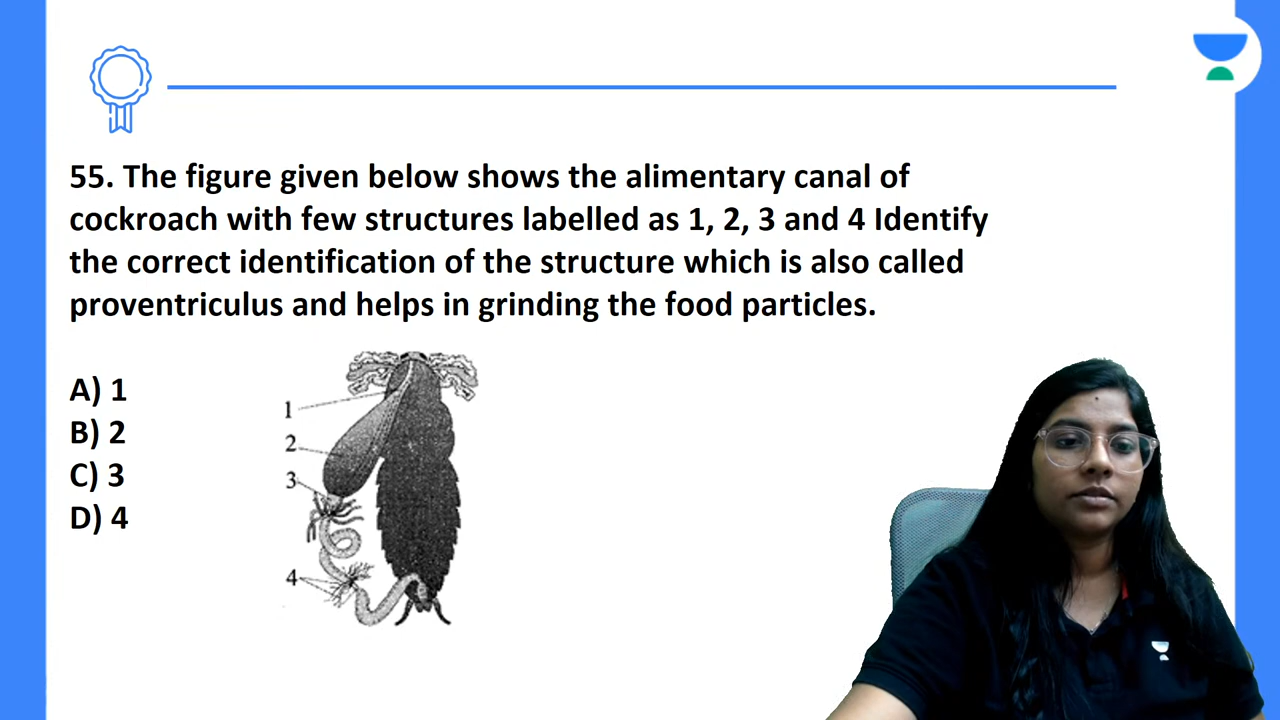 55. The figure given below shows the alimentary canal of
cockroach with few structures labelled as 1, 2, 3 and 4 Identify
the correct identification of the structure which is also called
proventriculus and helps in grinding the food particles.
A) 1
B) 2
C) 3
D) 4
1
2
3
4